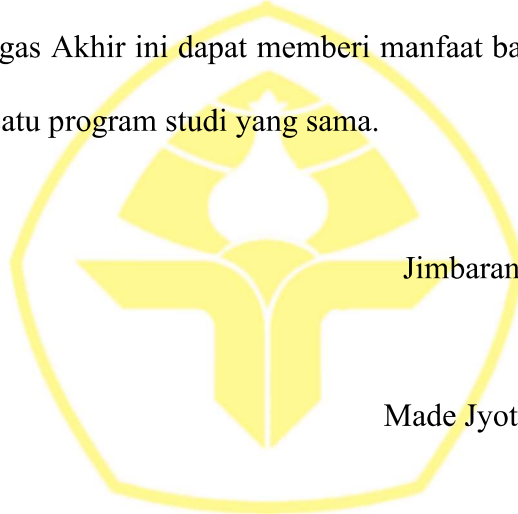 gas Akhir ini dapat memberi manfaat ba
atu program studi yang sama.
Jimbaran
Made Jyot